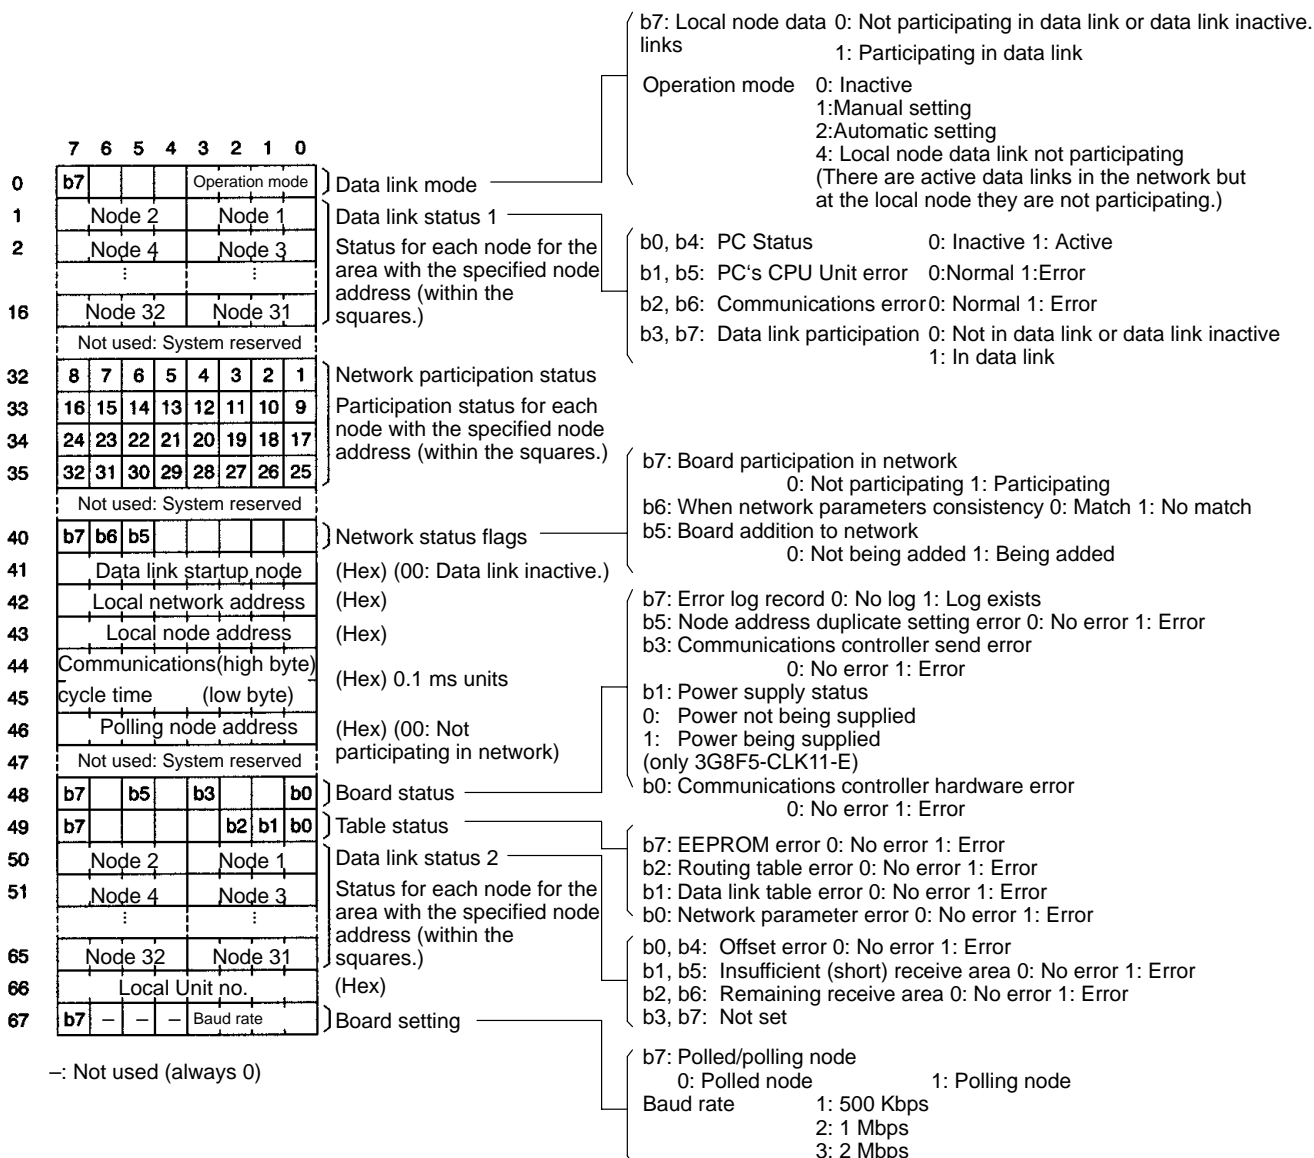 7 6 5 4 3 2 1 0
0 b7 Operation mode Data link mode
1 Node 2 Node 1 Data link status 1
2 Node 4 Node 3 Status for each node for the
area with the specified node
address (within the
16 Node 32 Node 31 squares.)
Not used: System reserved
32 8 7 6 5 4 3 2 1 Network participation status
33 16 15 14 13 12 11 10 9 Participation status for each
34 24 23 22 21 20 19 18 17 node with the specified node
address (within the squares.)
35 32 31 30 29 28 27 26 25
Not used: System reserved
40 b7 b6 b5 Network status flags
41 Data link startup node (Hex) (00: Data link inactive.)
42 Local network address (Hex)
43 Local node address (Hex)
44 Communications(high byte)
(Hex) 0.1 ms units
45 cycle time (low byte)
46 Polling node address (Hex) (00: Not
participating in network)
47 Not used: System reserved
48 b7 b5 b3 b0 Board status
49 b7 b2 b1 b0 Table status
50 Node 2 Node 1 Data link status 2
51 Node 4 Node 3 Status for each node for the
area with the specified node
address (within the
65 Node 32 Node 31 squares.)
66 Local Unit no. (Hex)
67 b7 – – – Baud rate Board setting
–: Not used (always 0)
b7: Local node data 0: Not participating in data link or data link inactive.
links
1: Participating in data link
Operation mode 0: Inactive
1:Manual setting
2:Automatic setting
4: Local node data link not participating
(There are active data links in the network but
at the local node they are not participating.)
b0, b4: PC Status 0: Inactive 1: Active
b1, b5: PC‘s CPU Unit error 0:Normal 1:Error
b2, b6: Communications error0: Normal 1: Error
b3, b7: Data link participation 0: Not in data link or data link inactive
1: In data link
b7: Board participation in network
0: Not participating 1: Participating
b6: When network parameters consistency 0: Match 1: No match
b5: Board addition to network
0: Not being added 1: Being added
b7: Error log record 0: No log 1: Log exists
b5: Node address duplicate setting error 0: No error 1: Error
b3: Communications controller send error
0: No error 1: Error
b1: Power supply status
0: Power not being supplied
1: Power being supplied
(only 3G8F5-CLK11-E)
b0: Communications controller hardware error
0: No error 1: Error
b7: EEPROM error 0: No error 1: Error
b2: Routing table error 0: No error 1: Error
b1: Data link table error 0: No error 1: Error
b0: Network parameter error 0: No error 1: Error
b0, b4: Offset error 0: No error 1: Error
b1, b5: Insufficient (short) receive area 0: No error 1: Error
b2, b6: Remaining receive area 0: No error 1: Error
b3, b7: Not set
b7: Polled/polling node
0: Polled node 1: Polling node
Baud rate 1: 500 Kbps
2: 1 Mbps
3: 2 Mbps